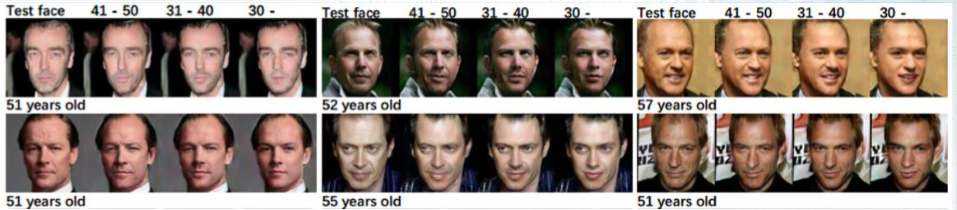 Test face 41 - 50 31 - 40 30 -
Test face 41 - 50 31 - 40 30 -
Test face 41 - 50 31 - 40 30 -
51 years old
52 years old
57 years old
51 years old
55 years old
51 years old